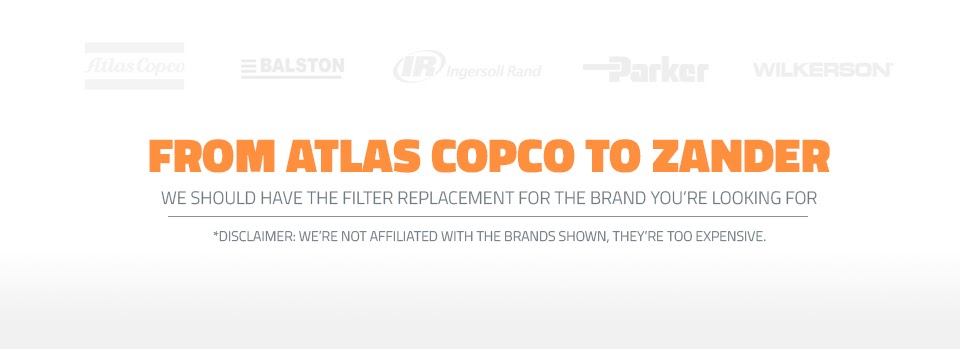 Atlas Copco BALSTON IR Ingersoll Rand Parker WILKERSON
FROM ATLAS COPCO TO ZANDER
WE SHOULD HAVE THE FILTER REPLACEMENT FOR THE BRAND YOU'RE LOOKING FOR
*DISCLAIMER: WE'RE NOT AFFILIATED WITH THE BRANDS SHOWN, THEY'RE TOO EXPENSIVE.